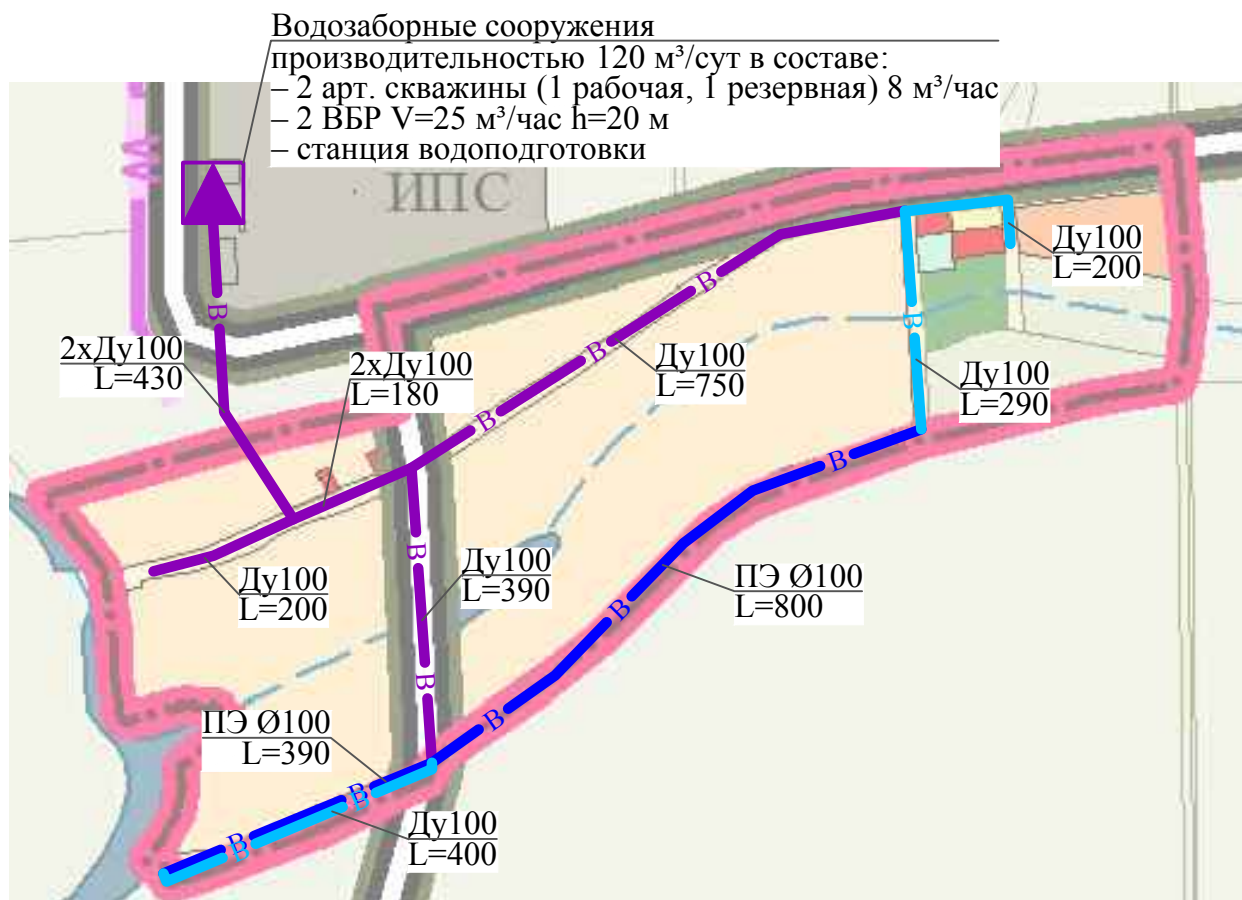 Водозаборные сооружения
производительностью 120 м³/сут в составе:
– 2 арт. скважины (1 рабочая, 1 резервная) 8 м³/час
– 2 ВБР V=25 м³/час h=20 м
– станция водоподготовки
ИПС
Ду100
L=200
В
В
В
2хДу100
L=430
2хДу100
L=180
В
Ду100
L=750
Ду100
L=290
В
В
В
Ду100
L=200
Ду100
L=390
ПЭ Ø100
L=800
В
В
В
ПЭ Ø100
L=390
В
В
Ду100
L=400
В
В